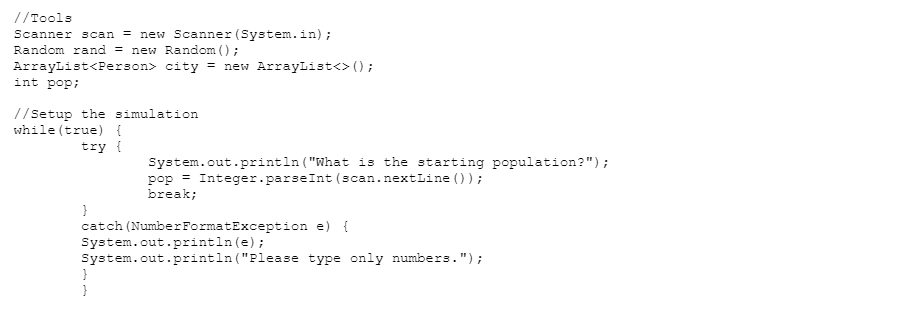 //Tools
Scanner scan = new Scanner(System.in);
Random rand = new Random();
ArrayList<Person> city = new ArrayList<>();
int pop;

//Setup the simulation
while(true) {
        try {
                System.out.println("What is the starting population?");
                pop = Integer.parseInt(scan.nextLine());
                break;
        }
        catch(NumberFormatException e) {
        System.out.println(e);
        System.out.println("Please type only numbers.");
        }
        }